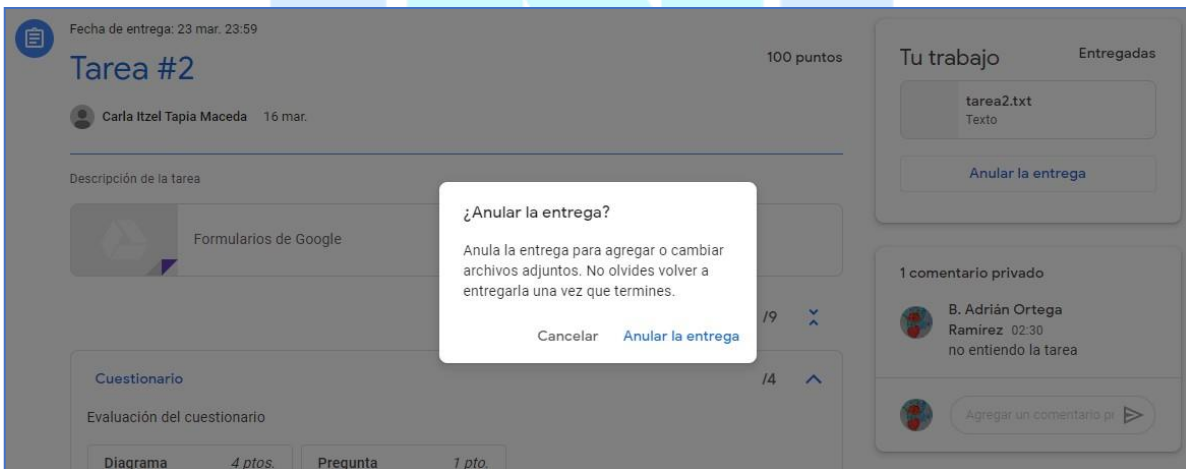 Fecha de entrega: 23 mar. 23:59
Tarea #2
100 puntos
Carla Itzel Tapia Maceda 16 mar.
Descripción de la tarea
Formularios de Google
/9
Cuestionario
/4
Evaluación del cuestionario
Diagrama 4 ptos.
Pregunta 1 pto.
¿Anular la entrega?
Anula la entrega para agregar o cambiar
archivos adjuntos. No olvides volver a
entregarla una vez que termines.
Cancelar Anular la entrega
Tu trabajo
Entregadas
tarea2.txt
Texto
Anular la entrega
1 comentario privado
B. Adrián Ortega
Ramírez 02:30
no entiendo la tarea
Agregar un comentario pr